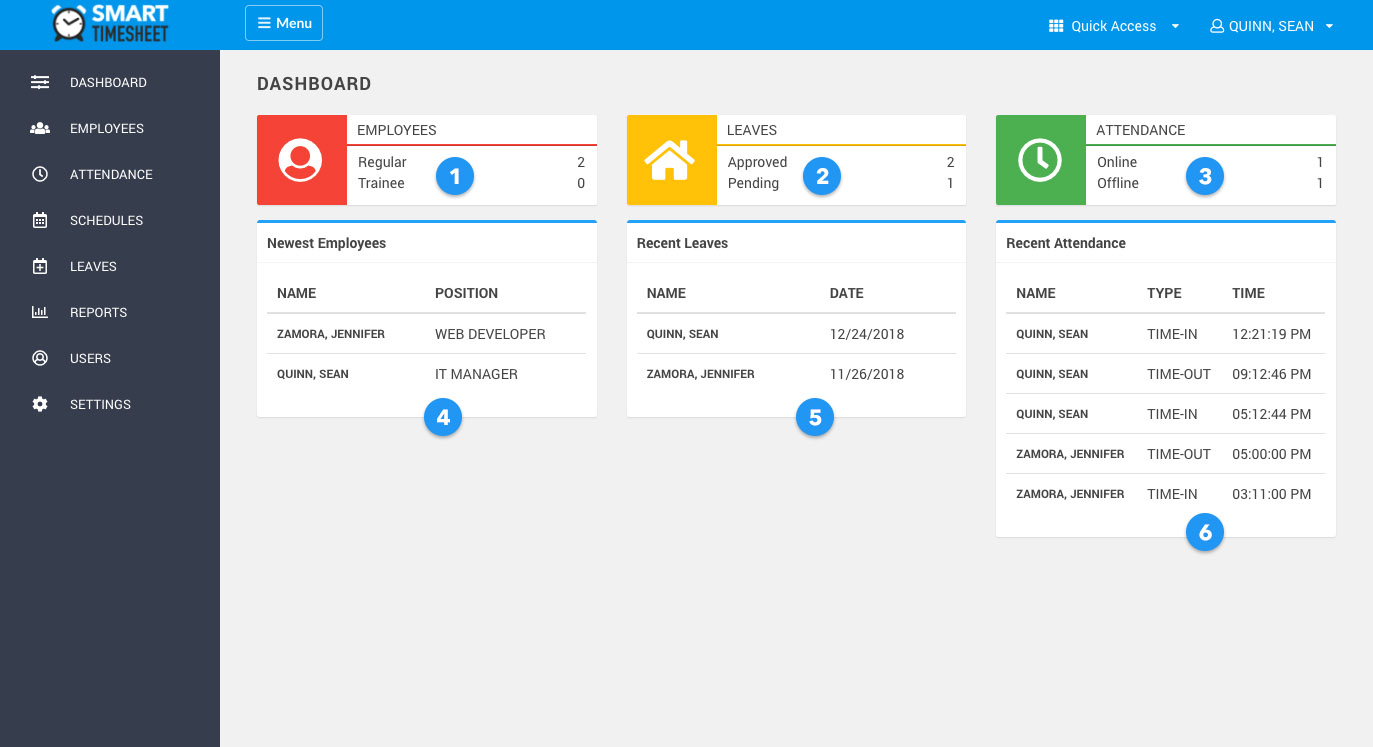 SMART
TIMESHEET
Menu
Quick Access
QUINN, SEAN
DASHBOARD
EMPLOYEES
ATTENDANCE
SCHEDULES
LEAVES
REPORTS
USERS
SETTINGS
DASHBOARD
EMPLOYEES
Regular 2
Trainee 0
1
LEAVES
Approved 2
Pending 1
2
ATTENDANCE
Online 1
Offline 1
3
Newest Employees
NAME POSITION
ZAMORA, JENNIFER WEB DEVELOPER
QUINN, SEAN IT MANAGER
4
Recent Leaves
NAME DATE
QUINN, SEAN 12/24/2018
ZAMORA, JENNIFER 11/26/2018
5
Recent Attendance
NAME TYPE TIME
QUINN, SEAN TIME-IN 12:21:19 PM
QUINN, SEAN TIME-OUT 09:12:46 PM
QUINN, SEAN TIME-IN 05:12:44 PM
ZAMORA, JENNIFER TIME-OUT 05:00:00 PM
ZAMORA, JENNIFER TIME-IN 03:11:00 PM
6